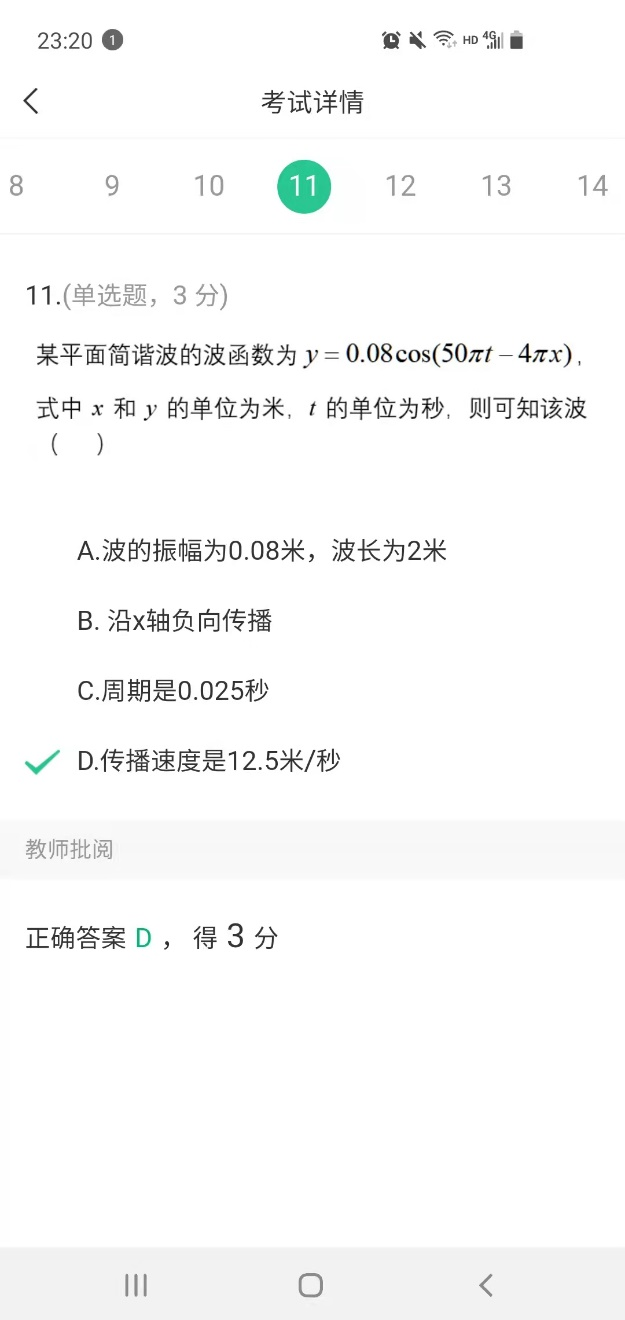 23:20 1 HD 4G
考试详情
8 9 10 11 12 13 14
11.(单选题，3 分)
某平面简谐波的波函数为 y = 0.08cos(50πt − 4πx)，
式中 x 和 y 的单位为米，t 的单位为秒，则可知该波
（ ）
A.波的振幅为0.08米，波长为2米
B. 沿x轴负向传播
C.周期是0.025秒
D.传播速度是12.5米/秒
教师批阅
正确答案 D ， 得 3 分